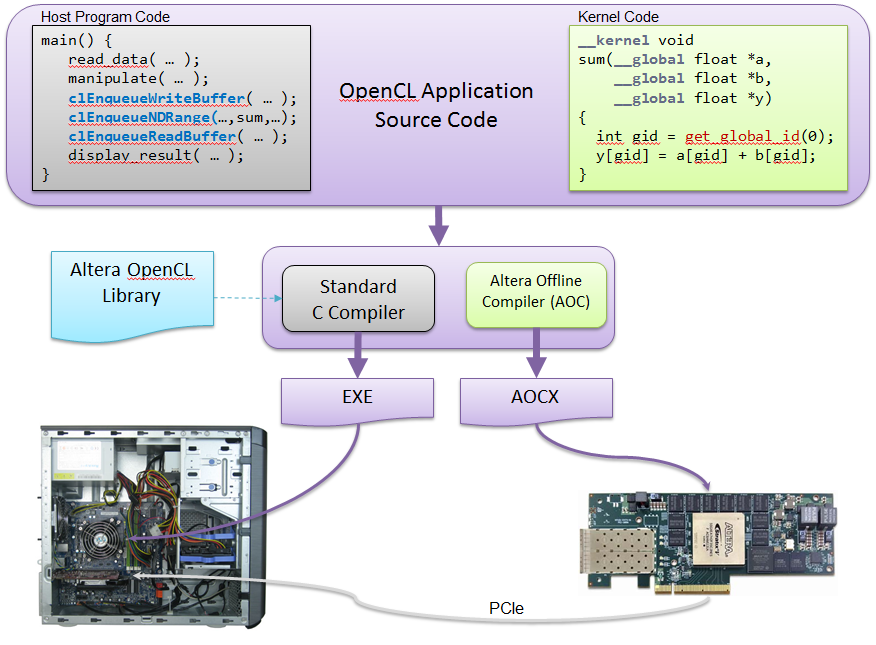 Host Program Code
main() {
read_data( … );
manipulate( … );
clEnqueueWriteBuffer( … );
clEnqueueNDRange(…,sum,…);
clEnqueueReadBuffer( … );
display_result( … );
}
OpenCL Application
Source Code
Kernel Code
__kernel void
sum(__global float *a,
__global float *b,
__global float *y)
{
int gid = get_global_id(0);
y[gid] = a[gid] + b[gid];
}
Altera OpenCL
Library
Standard
C Compiler
Altera Offline
Compiler (AOC)
EXE
AOCX
ALTERA
Stratix V
PCIe